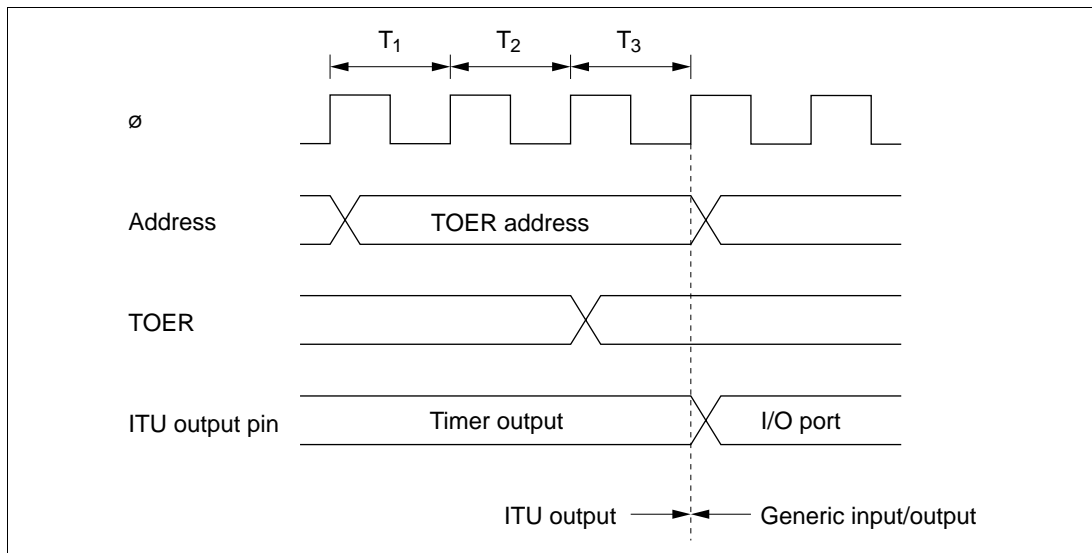 T1 T2 T3
ø
Address TOER address
TOER
ITU output pin Timer output I/O port
ITU output Generic input/output